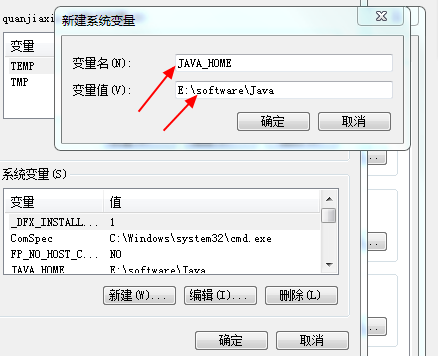 新建系统变量
quanjiaxi
变量
TEMP
TMP
变量名(N):
JAVA_HOME
变量值(V):
E:\software\Java
确定
取消
系统变量(S)
变量
值
_DFX_INSTALL...
1
ComSpec
C:\Windows\system32\cmd.exe
FP_NO_HOST_C...
NO
JAVA_HOME
E:\software\Java
新建(W)...
编辑(I)...
删除(L)
确定
取消